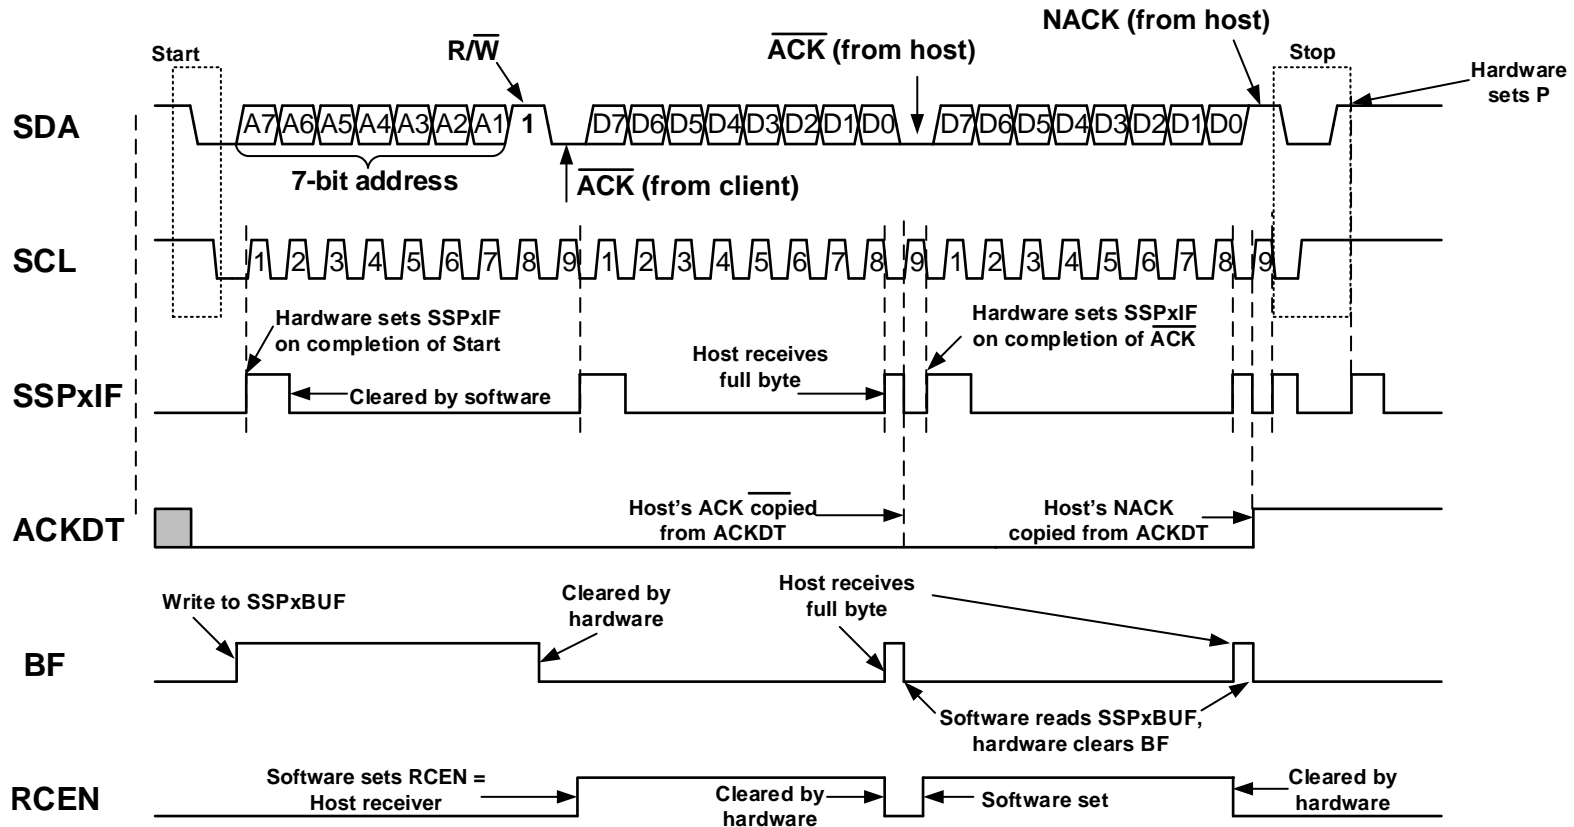 NACK (from host)
R/W
ACK (from host)
Start
Stop
Hardware
sets P
SDA
A7 A6 A5 A4 A3 A2 A1 1 D7 D6 D5 D4 D3 D2 D1 D0 D7 D6 D5 D4 D3 D2 D1 D0
7-bit address
ACK (from client)
SCL
1 2 3 4 5 6 7 8 9 1 2 3 4 5 6 7 8 9 1 2 3 4 5 6 7 8 9
Hardware sets SSPxIF
on completion of Start
Hardware sets SSPxIF
on completion of ACK
Host receives
full byte
SSPxIF
Cleared by software
ACKDT
Host's ACK copied
from ACKDT
Host's NACK
copied from ACKDT
Write to SSPxBUF
Cleared by
hardware
Host receives
full byte
BF
Software reads SSPxBUF,
hardware clears BF
RCEN
Software sets RCEN =
Host receiver
Cleared by
hardware
Software set
Cleared by
hardware